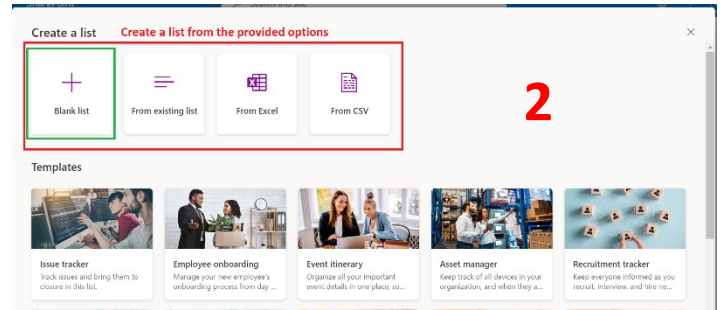 SharePoint
Search this site
Create a list Create a list from the provided options
Blank list
From existing list
From Excel
From CSV
2
Templates
Issue tracker
Track issues and bring them to
closure in this list.
Employee onboarding
Manage your new employee's
onboarding process from day ...
Event itinerary
Organize all your important
event details in one place, so...
Asset manager
Keep track of all devices in your
organization, and when they a...
Recruitment tracker
Keep everyone informed as you
recruit, interview, and hire ne...